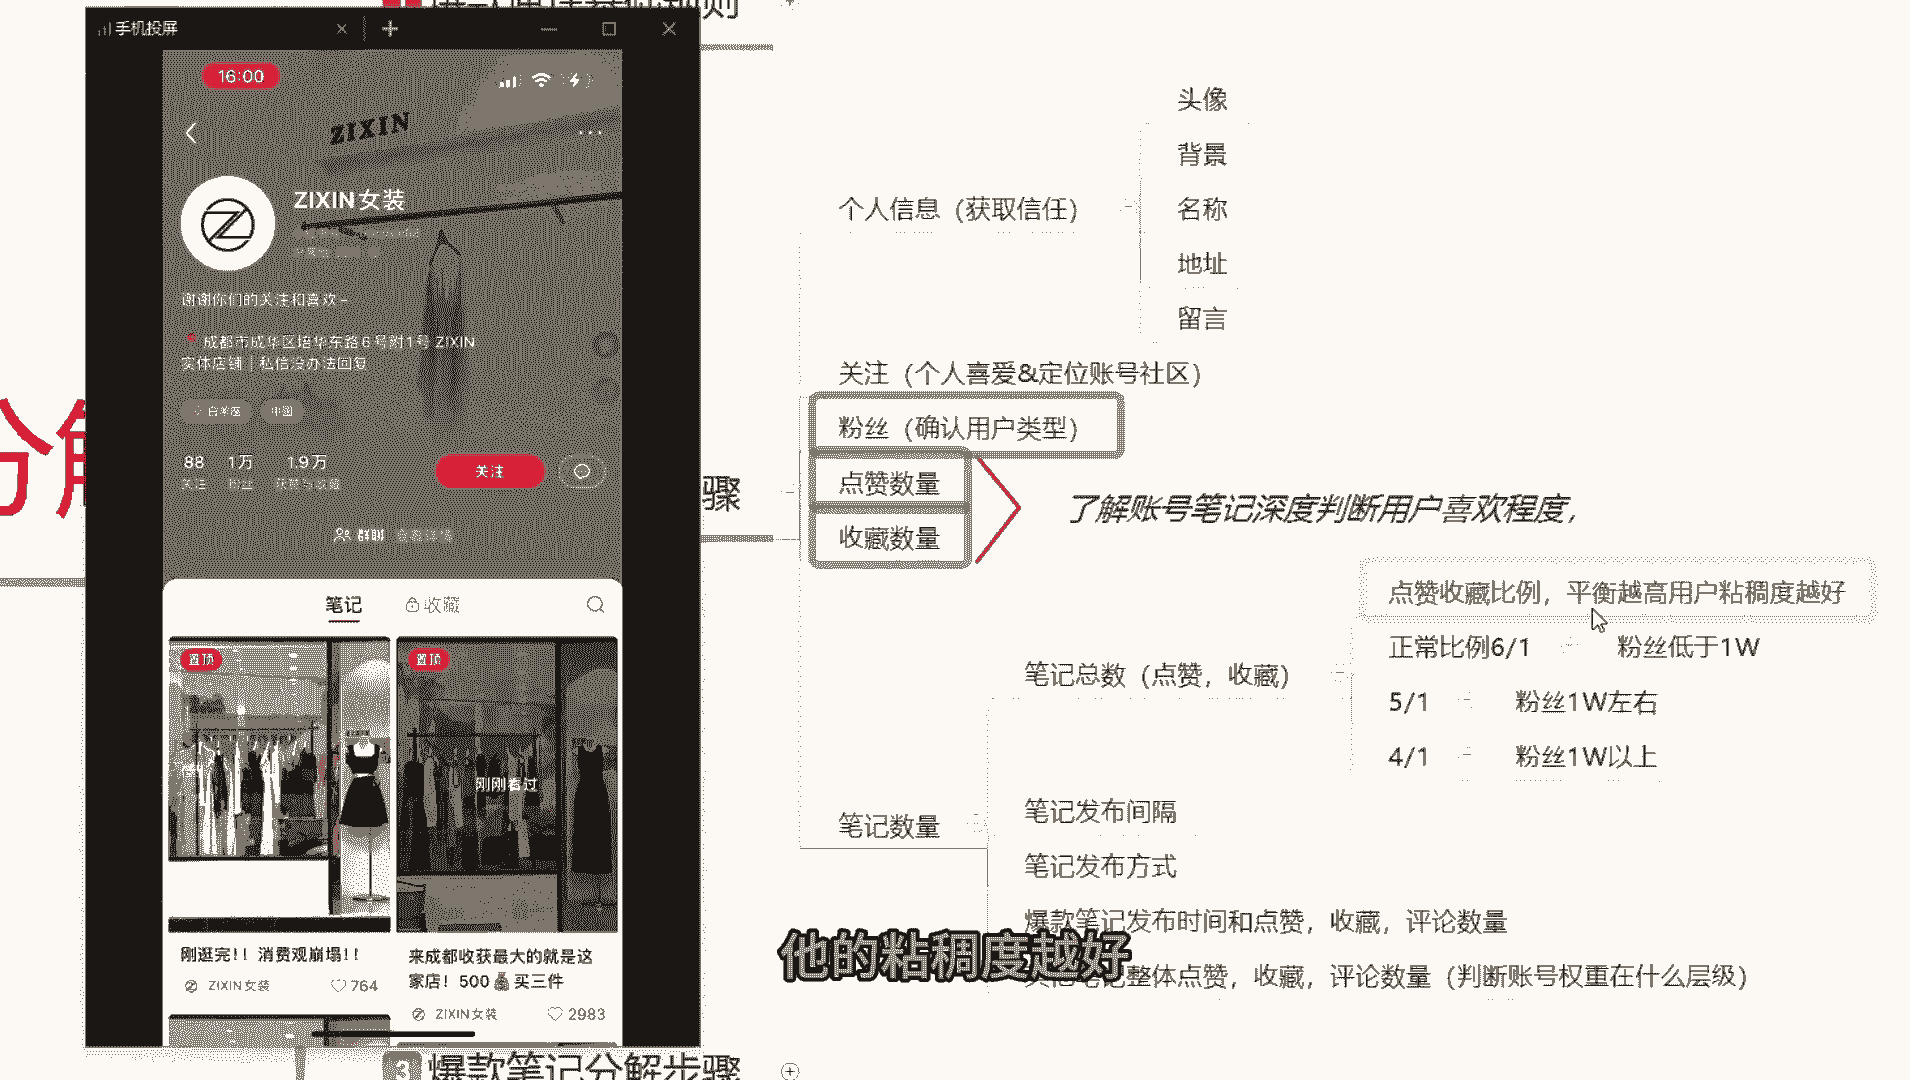 手机投屏
16:00
ZIXIN
ZIXIN女装
谢谢你们的关注和喜欢~
成都市成华区培华东路6号附1号 ZIXIN
实体店铺｜私信没办法回复
88
1万
1.9万
关注
粉丝
获赞与收藏
关注
群聊
笔记
收藏
置顶
置顶
刚刚看过
刚逛完!! 消费观崩塌!!
ZIXIN女装
764
来成都收获最大的就是这
家店！500💰买三件
ZIXIN女装
2983
分解
骤
个人信息（获取信任）
头像
背景
名称
地址
留言
关注（个人喜爱&定位账号社区）
粉丝（确认用户类型）
点赞数量
收藏数量
了解账号笔记深度判断用户喜欢程度，
笔记数量
笔记总数（点赞，收藏）
点赞收藏比例，平衡越高用户粘稠度越好
正常比例6/1
粉丝低于1W
5/1
粉丝1W左右
4/1
粉丝1W以上
笔记发布间隔
笔记发布方式
爆款笔记发布时间和点赞，收藏，评论数量
笔记整体点赞，收藏，评论数量（判断账号权重在什么层级）
他的粘稠度越好
3 爆款笔记分解步骤